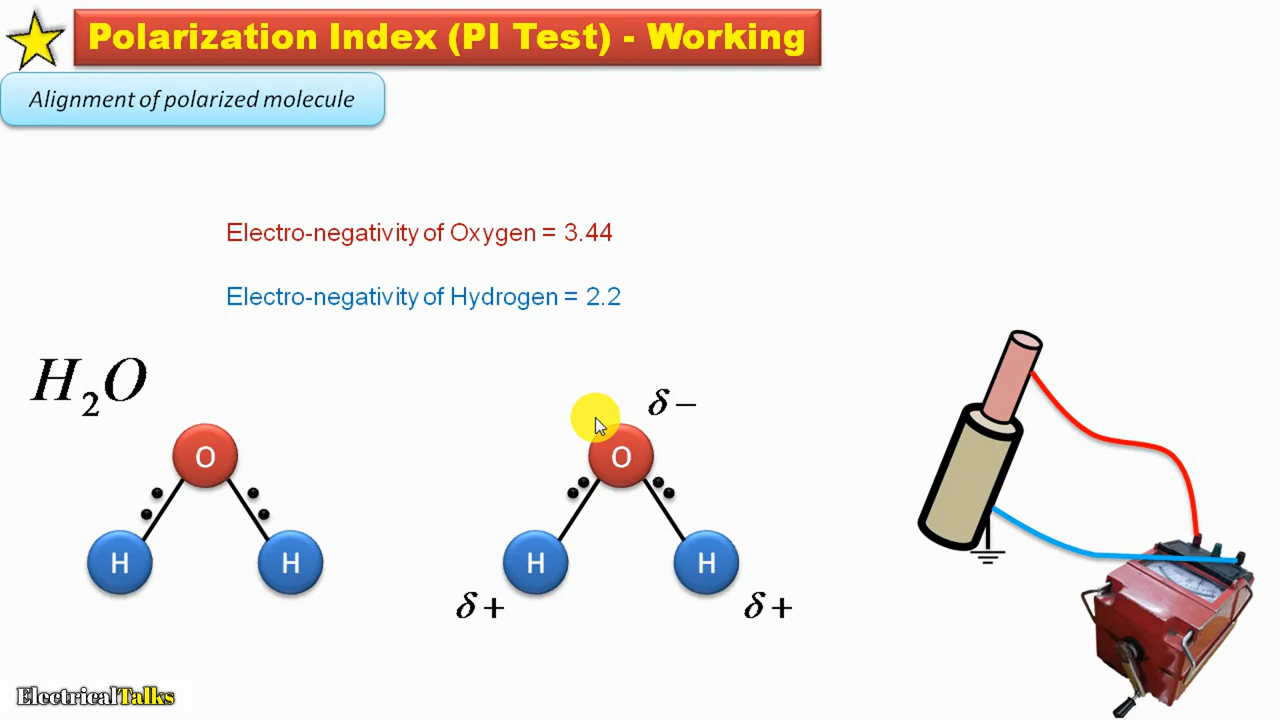 Polarization Index (PI Test) - Working
Alignment of polarized molecule
Electro-negativity of Oxygen = 3.44
Electro-negativity of Hydrogen = 2.2
H₂O
δ −
O
O
H
H
H
H
δ +
δ +
ElectricalTalks